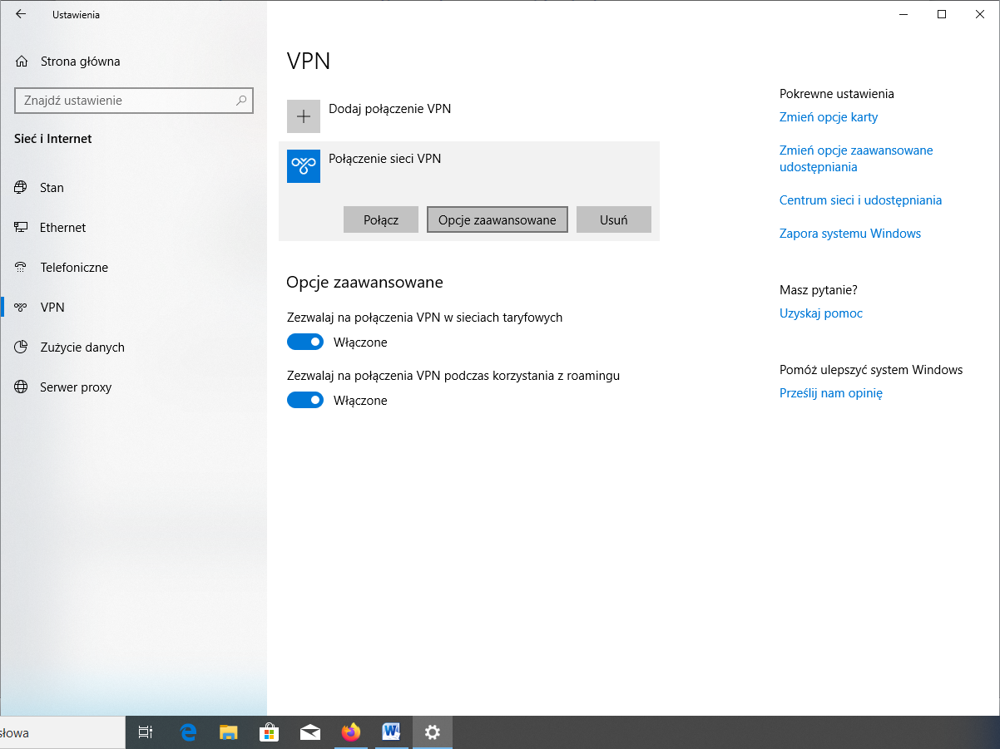 Ustawienia
Strona główna
Znajdź ustawienie
Sieć i Internet
Stan
Ethernet
Telefoniczne
VPN
Zużycie danych
Serwer proxy
VPN
Dodaj połączenie VPN
Połączenie sieci VPN
Połącz
Opcje zaawansowane
Usuń
Opcje zaawansowane
Zezwalaj na połączenia VPN w sieciach taryfowych
Włączone
Zezwalaj na połączenia VPN podczas korzystania z roamingu
Włączone
Pokrewne ustawienia
Zmień opcje karty
Zmień opcje zaawansowane
udostępniania
Centrum sieci i udostępniania
Zapora systemu Windows
Masz pytanie?
Uzyskaj pomoc
Pomóż ulepszyć system Windows
Prześlij nam opinię
słowa